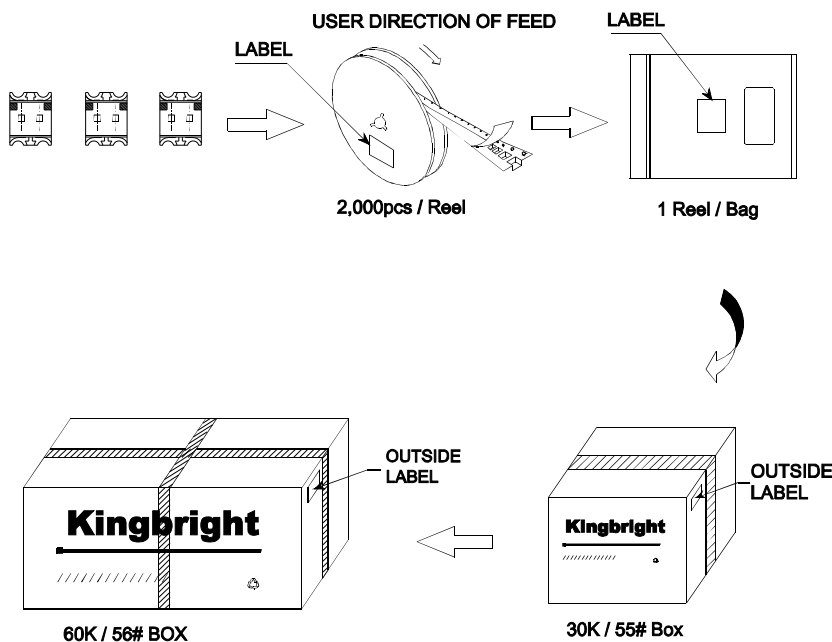 USER DIRECTION OF FEED
LABEL
LABEL
2,000pcs / Reel
1 Reel / Bag
OUTSIDE
LABEL
OUTSIDE
LABEL
Kingbright
Kingbright
60K / 56# BOX
30K / 55# Box